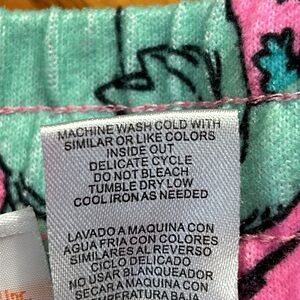 MACHINE WASH COLD WITH
SIMILAR OR LIKE COLORS
INSIDE OUT
DELICATE CYCLE
DO NOT BLEACH
TUMBLE DRY LOW
COOL IRON AS NEEDED
LAVADO A MAQUINA CON
AGUA FRIA CON COLORES
SIMILARES AL REVERSO
CICLO DELICADO
NO USAR BLANQUEADOR
SECAR A MAQUINA CON
TEMPERATURA BAJA